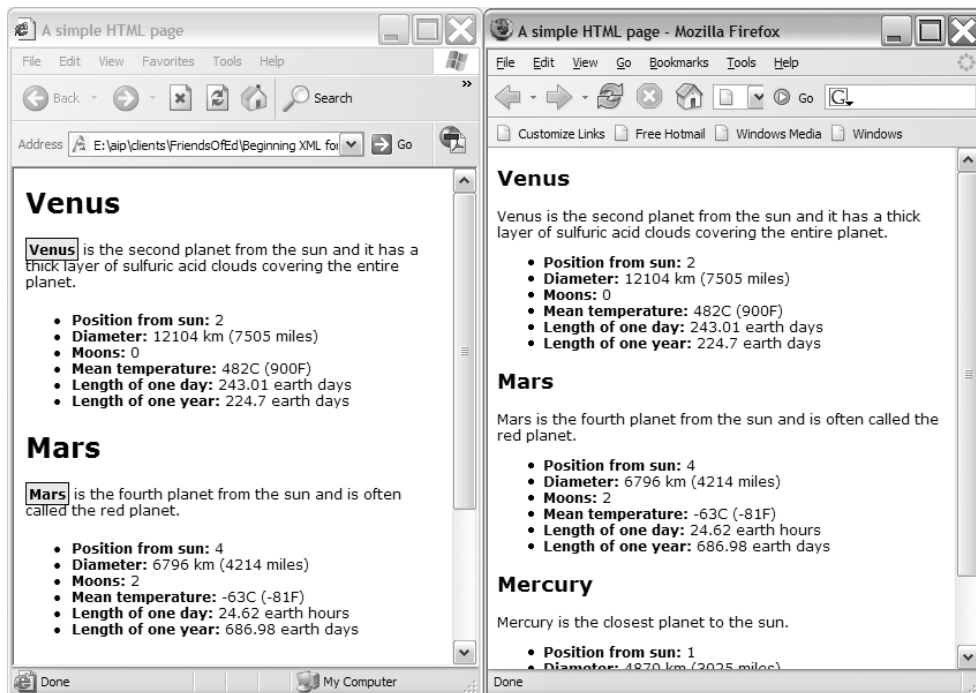 A simple HTML page
File Edit View Favorites Tools Help
Back Search
Address E:\aip\clients\FriendsOfEd\Beginning XML for Go
Venus
Venus is the second planet from the sun and it has a
thick layer of sulfuric acid clouds covering the entire
planet.
• Position from sun: 2
• Diameter: 12104 km (7505 miles)
• Moons: 0
• Mean temperature: 482C (900F)
• Length of one day: 243.01 earth days
• Length of one year: 224.7 earth days
Mars
Mars is the fourth planet from the sun and is often
called the red planet.
• Position from sun: 4
• Diameter: 6796 km (4214 miles)
• Moons: 2
• Mean temperature: -63C (-81F)
• Length of one day: 24.62 earth hours
• Length of one year: 686.98 earth days
Done My Computer
A simple HTML page - Mozilla Firefox
File Edit View Go Bookmarks Tools Help
Go G
Customize Links Free Hotmail Windows Media Windows
Venus
Venus is the second planet from the sun and it has a thick
layer of sulfuric acid clouds covering the entire planet.
• Position from sun: 2
• Diameter: 12104 km (7505 miles)
• Moons: 0
• Mean temperature: 482C (900F)
• Length of one day: 243.01 earth days
• Length of one year: 224.7 earth days
Mars
Mars is the fourth planet from the sun and is often called the
red planet.
• Position from sun: 4
• Diameter: 6796 km (4214 miles)
• Moons: 2
• Mean temperature: -63C (-81F)
• Length of one day: 24.62 earth hours
• Length of one year: 686.98 earth days
Mercury
Mercury is the closest planet to the sun.
• Position from sun: 1
• Diameter: 4879 km (3025 miles)
Done